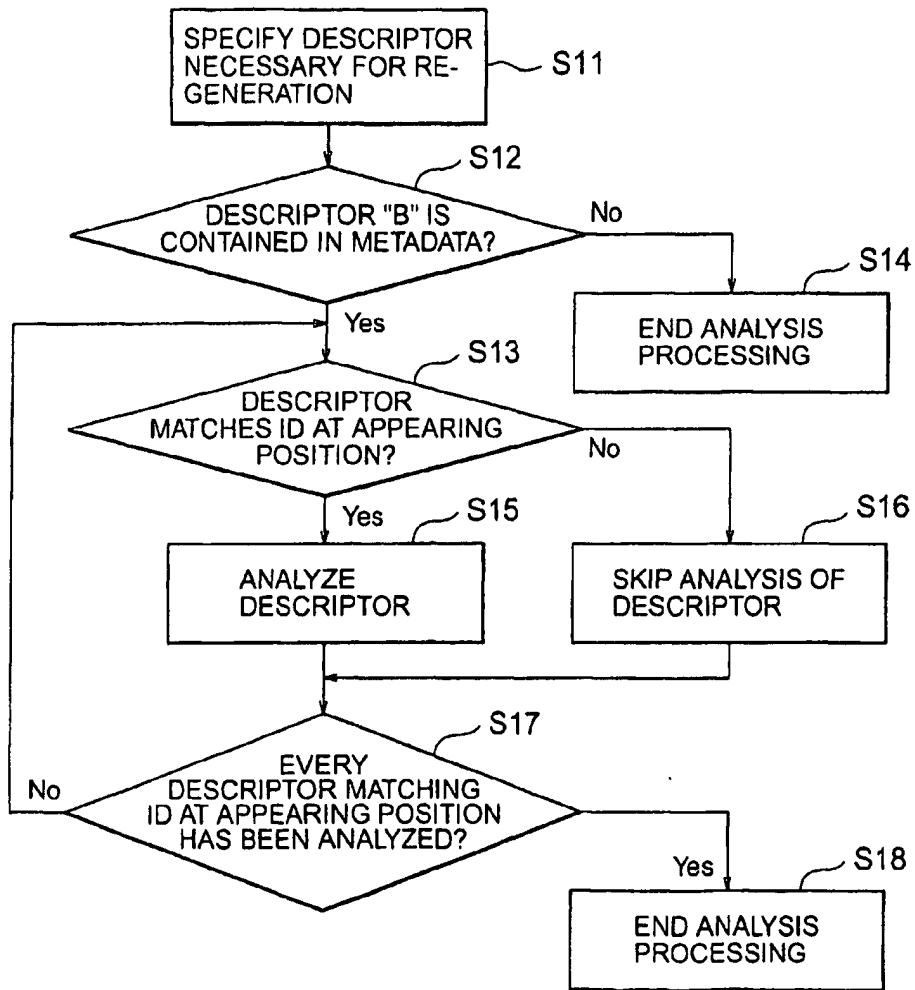 SPECIFY DESCRIPTOR
NECESSARY FOR RE-
GENERATION
S11
S12
DESCRIPTOR "B" IS
CONTAINED IN METADATA?
No
S14
END ANALYSIS
PROCESSING
Yes
S13
DESCRIPTOR
MATCHES ID AT APPEARING
POSITION?
No
Yes
S15
ANALYZE
DESCRIPTOR
S16
SKIP ANALYSIS OF
DESCRIPTOR
S17
EVERY
DESCRIPTOR MATCHING
ID AT APPEARING POSITION
HAS BEEN ANALYZED?
No
Yes
S18
END ANALYSIS
PROCESSING